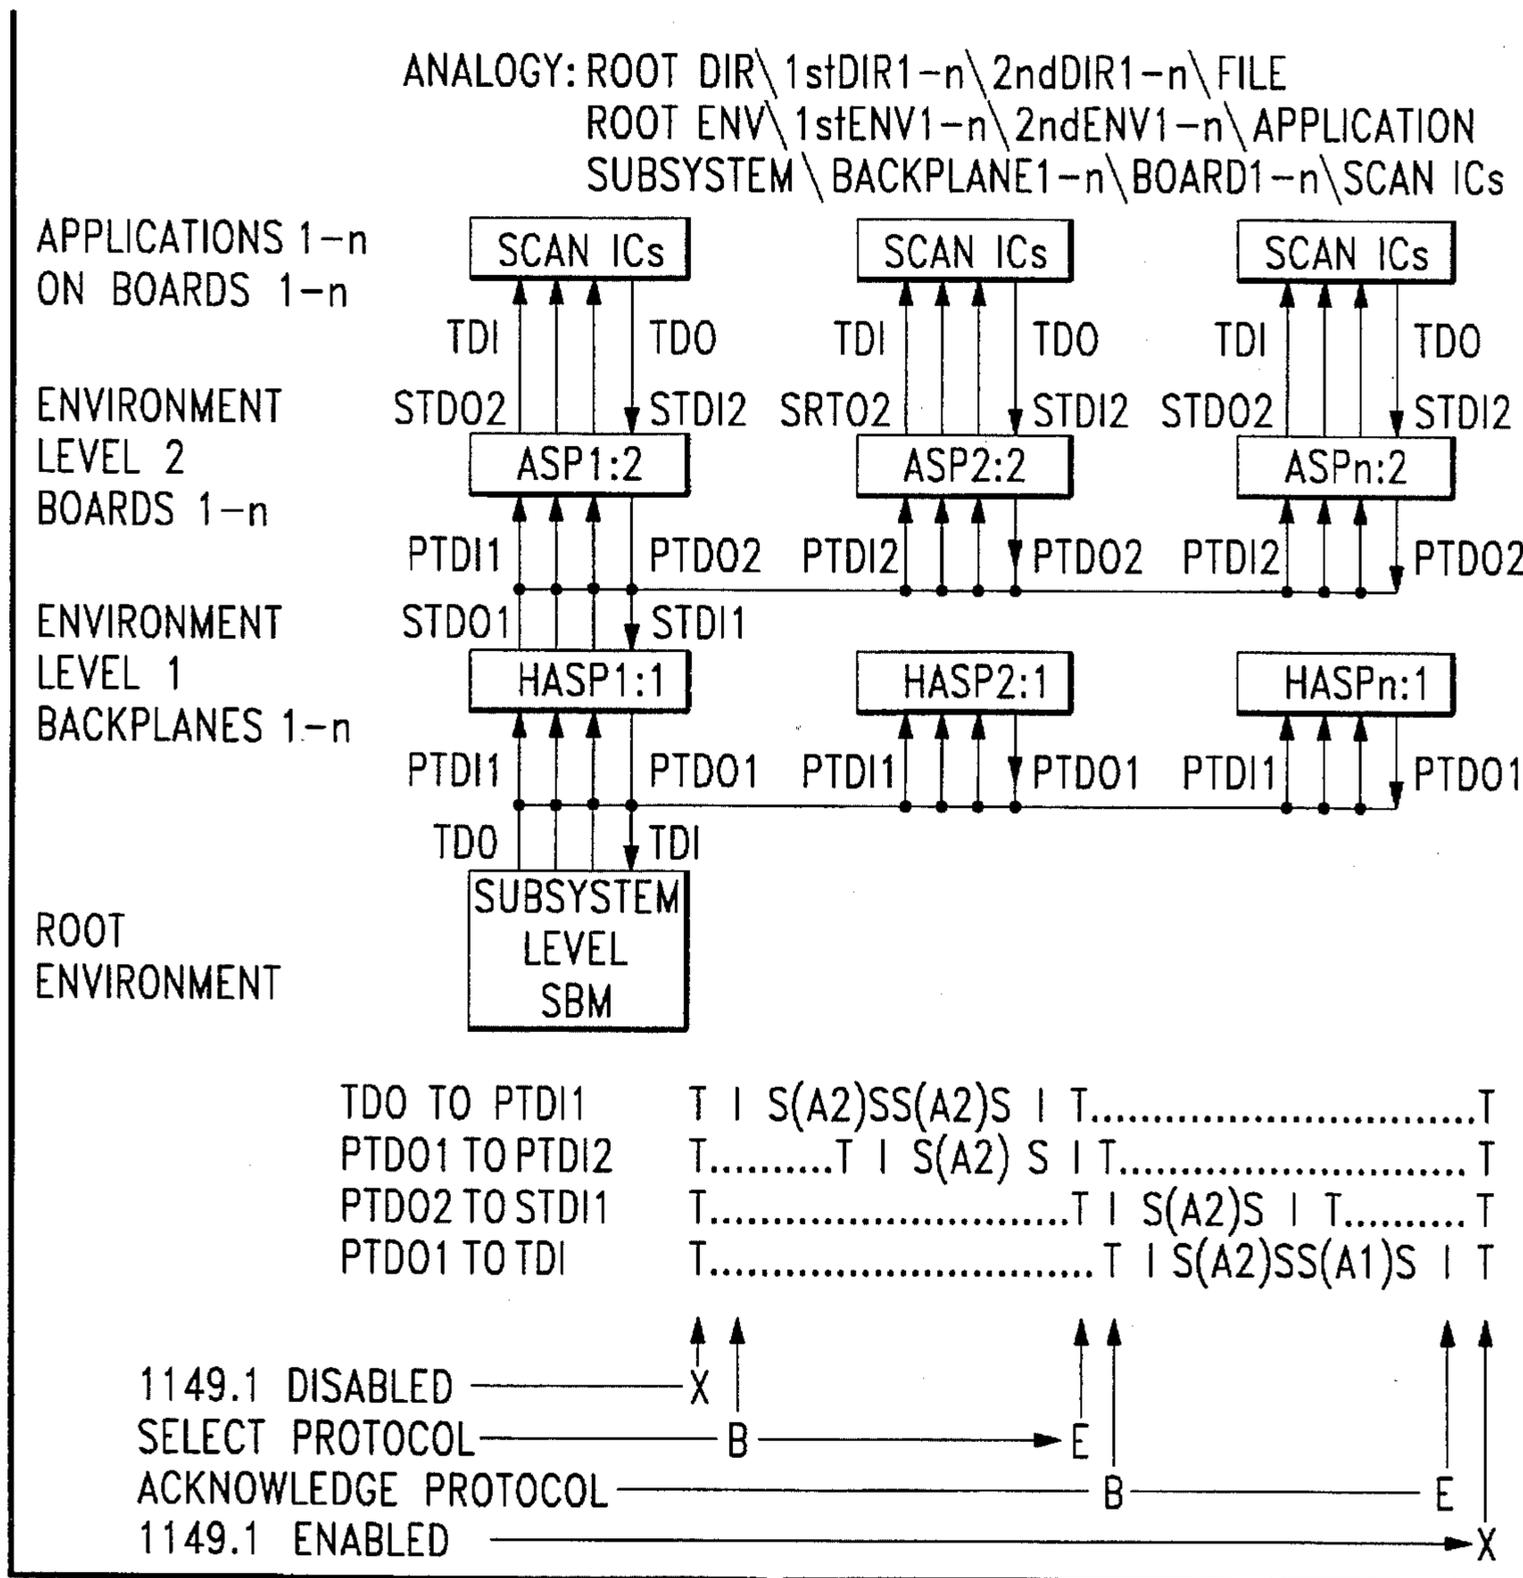 ANALOGY: ROOT DIR\1stDIR1-n\2ndDIR1-n\FILE
ROOT ENV\1stENV1-n\2ndENV1-n\APPLICATION
SUBSYSTEM\BACKPLANE1-n\BOARD1-n\SCAN ICs
APPLICATIONS 1-n
ON BOARDS 1-n
SCAN ICs SCAN ICs SCAN ICs
TDI TDO TDI TDO TDI TDO
ENVIRONMENT
LEVEL 2
BOARDS 1-n
STDO2 STDI2 SRTO2 STDI2 STDO2 STDI2
ASP1:2 ASP2:2 ASPn:2
PTDI1 PTDO2 PTDI2 PTDO2 PTDI2 PTDO2
ENVIRONMENT
LEVEL 1
BACKPLANES 1-n
STDO1 STDI1
HASP1:1 HASP2:1 HASPn:1
PTDI1 PTDO1 PTDI1 PTDO1 PTDI1 PTDO1
TDO TDI
ROOT
ENVIRONMENT
SUBSYSTEM
LEVEL
SBM
TDO TO PTDI1 T I S(A2)SS(A2)S I T..............................T
PTDO1 TO PTDI2 T..........T I S(A2) S I T............................ T
PTDO2 TO STDI1 T.............................T I S(A2)S I T.......... T
PTDO1 TO TDI T............................... T I S(A2)SS(A1)S I T
1149.1 DISABLED X
SELECT PROTOCOL B E
ACKNOWLEDGE PROTOCOL B E
1149.1 ENABLED X